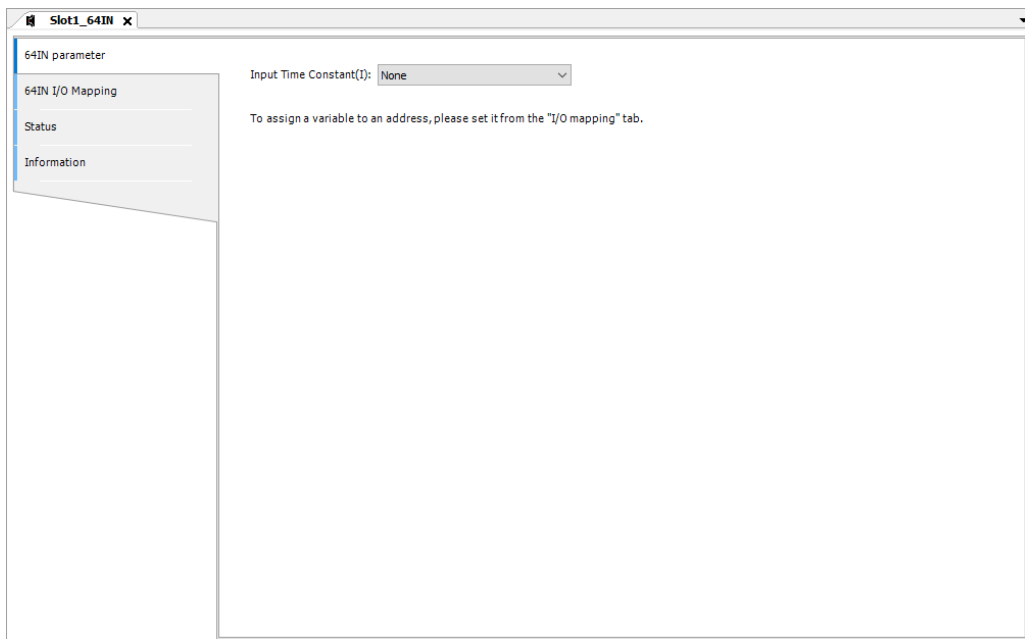 Slot1_64IN
64IN parameter
64IN I/O Mapping
Status
Information
Input Time Constant(I): None
To assign a variable to an address, please set it from the "I/O mapping" tab.